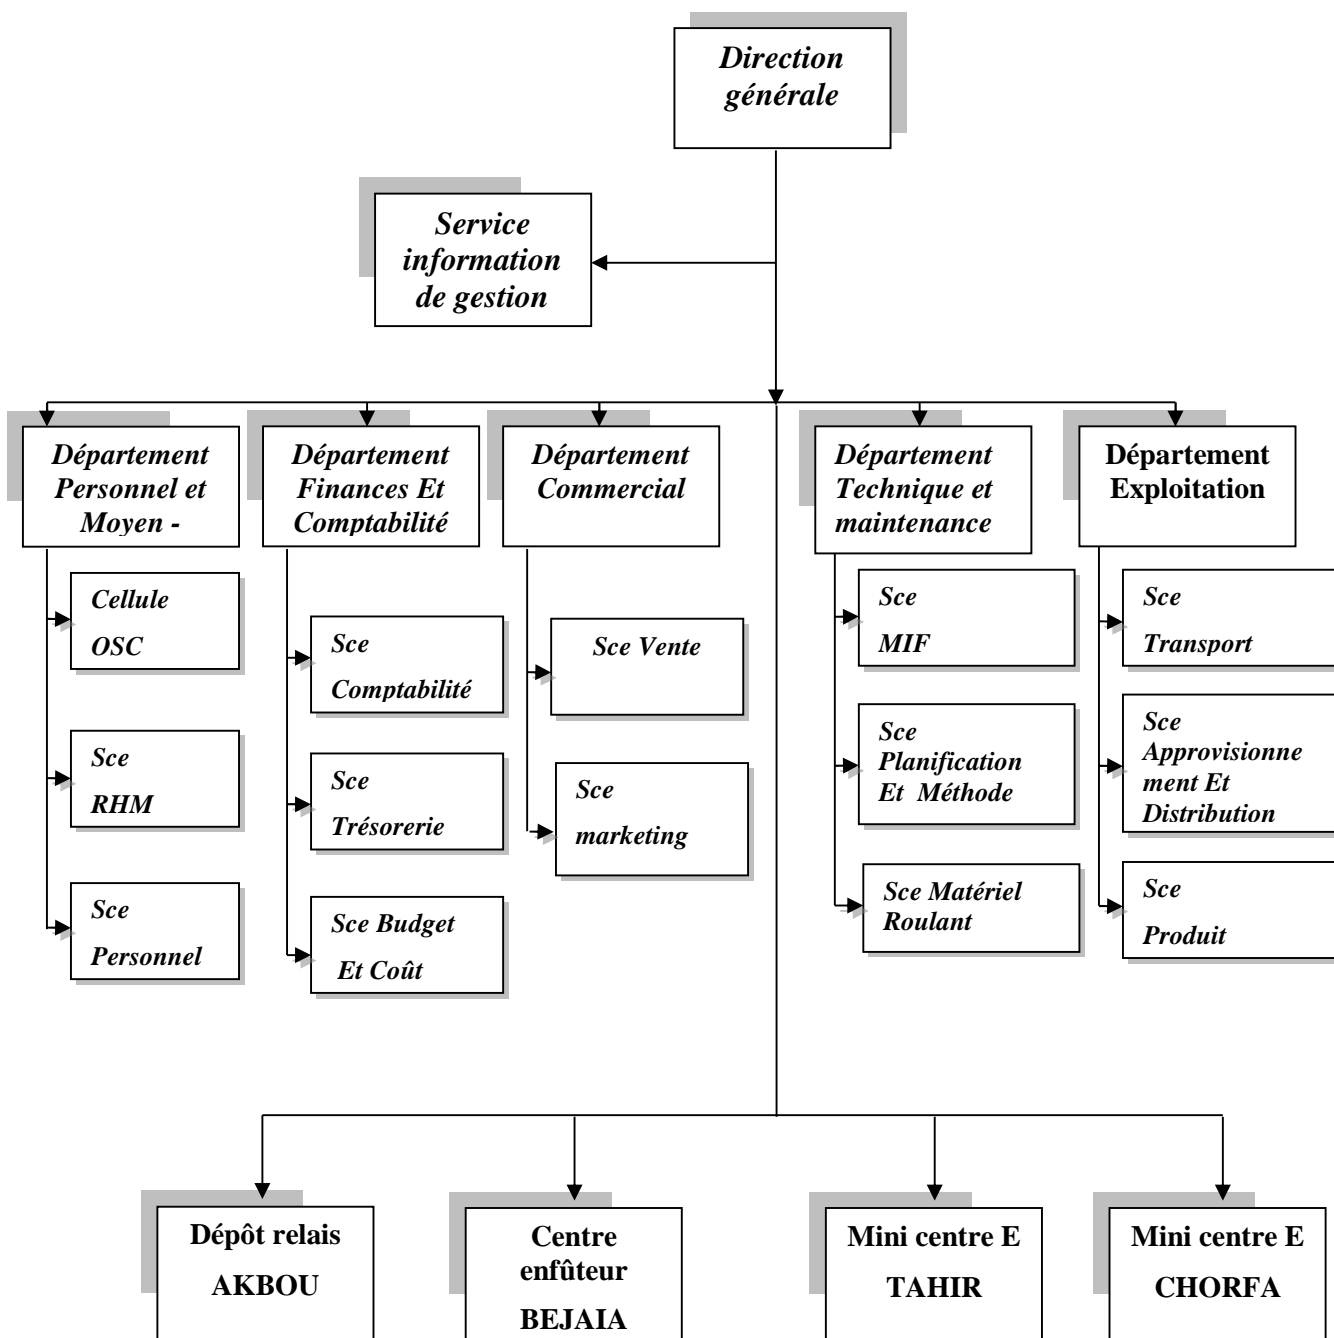 Direction
générale
Service
information
de gestion
Département
Personnel et
Moyen -
Département
Finances Et
Comptabilité
Département
Commercial
Département
Technique et
maintenance
Département
Exploitation
Cellule
OSC
Sce
RHM
Sce
Personnel
Sce
Comptabilité
Sce
Trésorerie
Sce Budget
Et Coût
Sce Vente
Sce
marketing
Sce
MIF
Sce
Planification
Et Méthode
Sce Matériel
Roulant
Sce
Transport
Sce
Approvisionne
ment Et
Distribution
Sce
Produit
Dépôt relais
AKBOU
Centre
enfûteur
BEJAIA
Mini centre E
TAHIR
Mini centre E
CHORFA